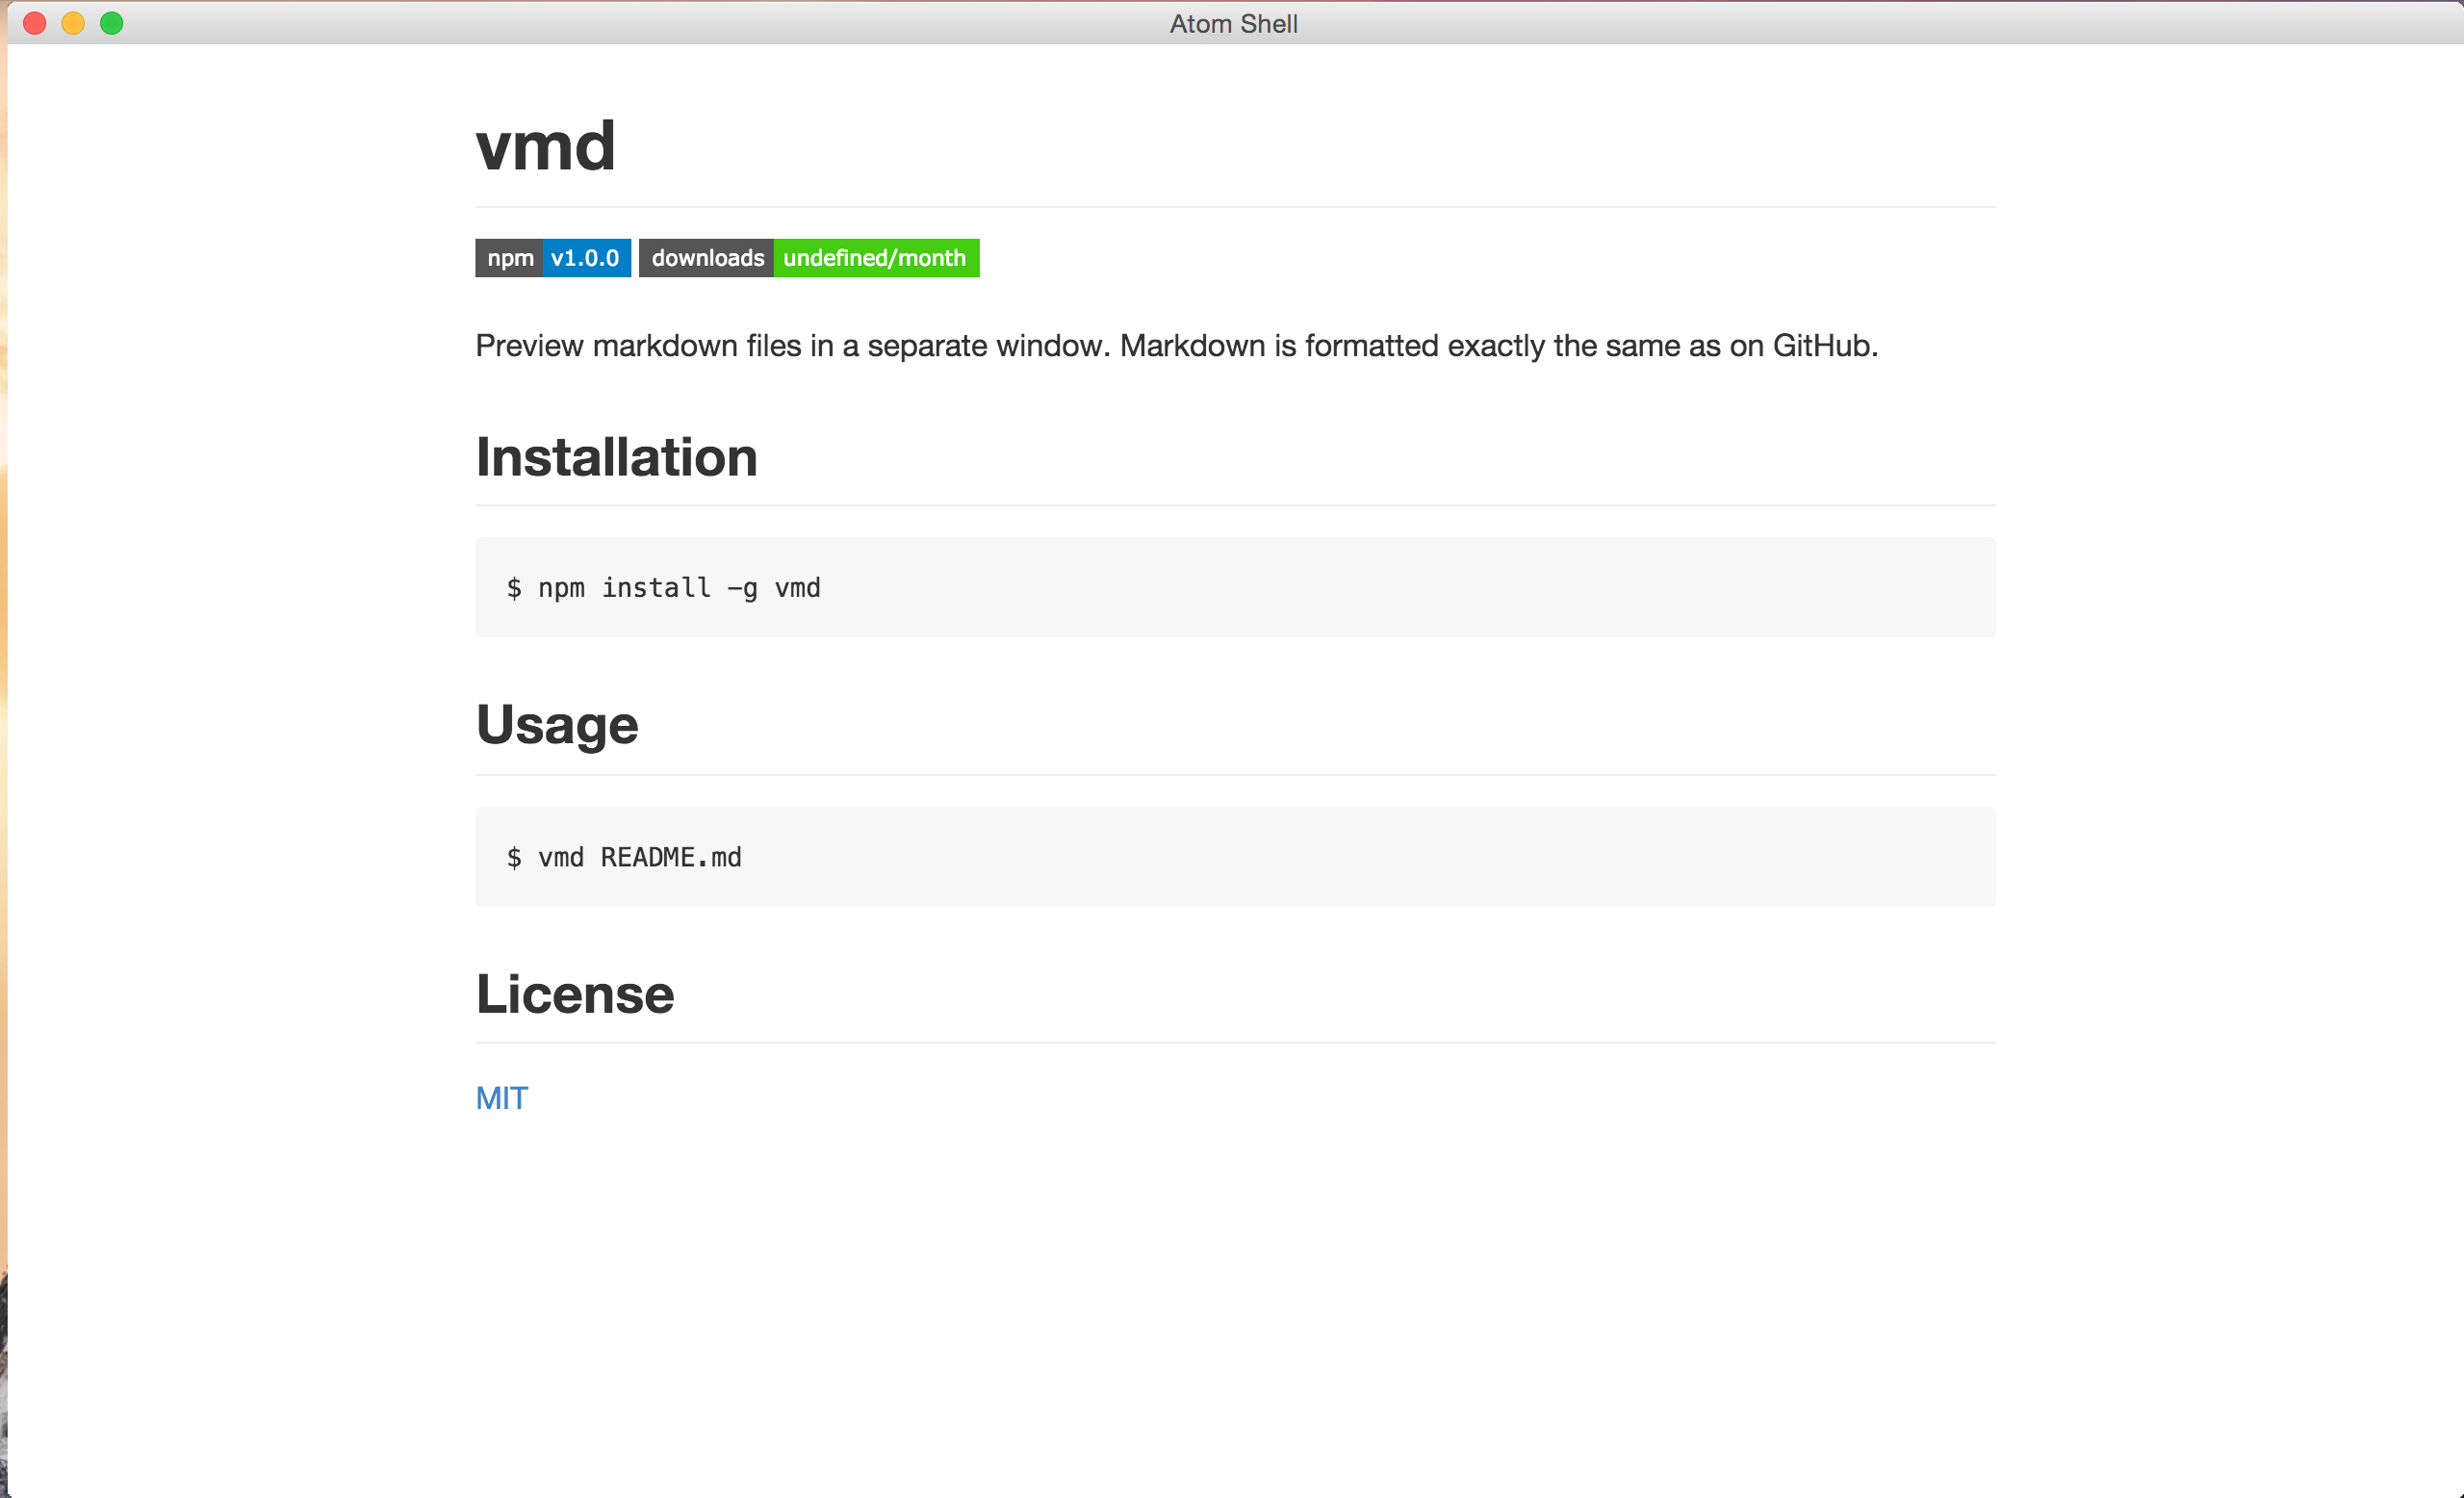 Atom Shell
vmd
npm v1.0.0 downloads undefined/month
Preview markdown files in a separate window. Markdown is formatted exactly the same as on GitHub.
Installation
$ npm install -g vmd
Usage
$ vmd README.md
License
MIT